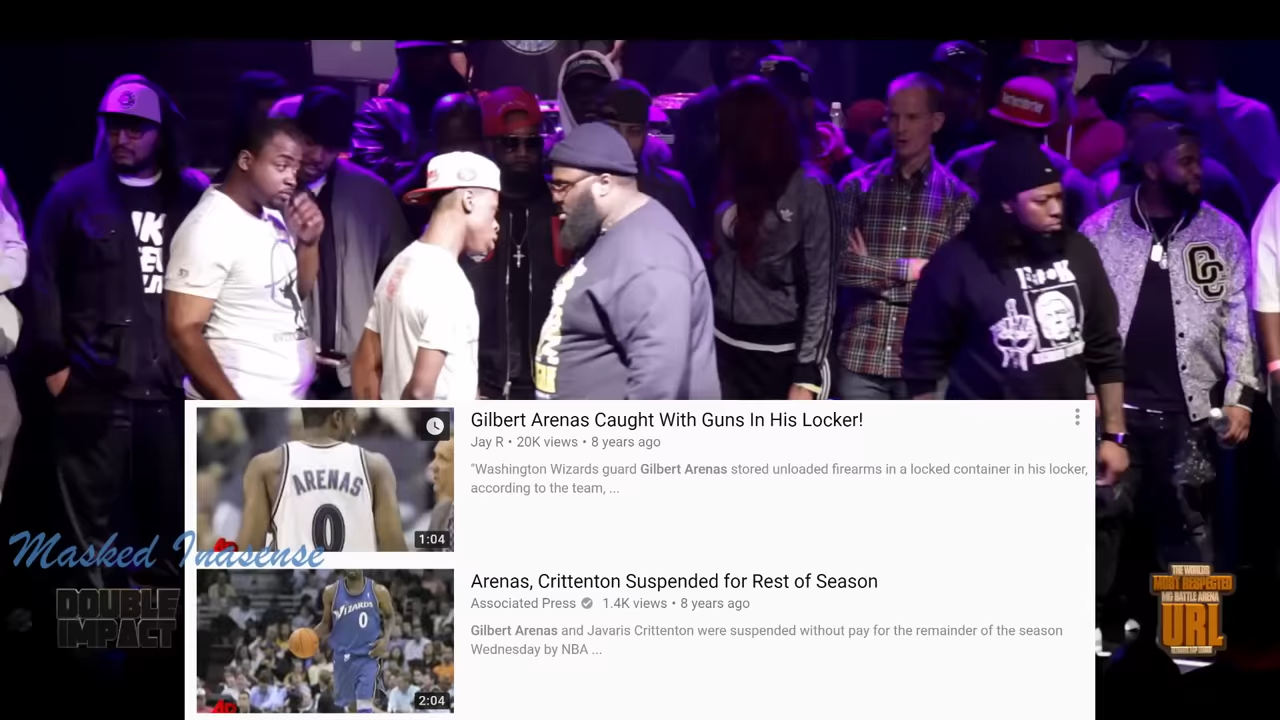 Gilbert Arenas Caught With Guns In His Locker!
Jay R • 20K views • 8 years ago
"Washington Wizards guard Gilbert Arenas stored unloaded firearms in a locked container in his locker,
according to the team, ...
ARENAS
0
1:04
Masked Inasense
Arenas, Crittenton Suspended for Rest of Season
Associated Press 1.4K views • 8 years ago
Gilbert Arenas and Javaris Crittenton were suspended without pay for the remainder of the season
Wednesday by NBA ...
WIZARDS
0
2:04
DOUBLE
IMPACT
THE WORLDS
MOST RESPECTED
MC BATTLE ARENA
URL